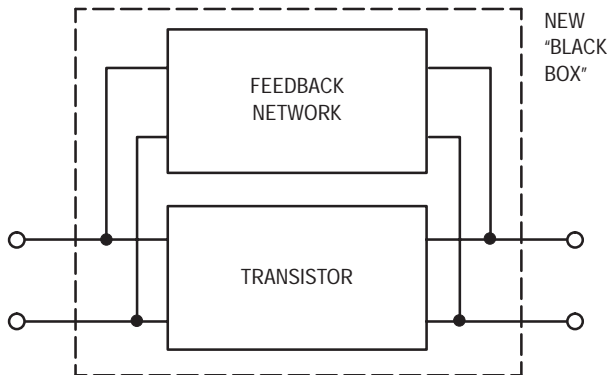 NEW
“BLACK
BOX”
FEEDBACK
NETWORK
TRANSISTOR